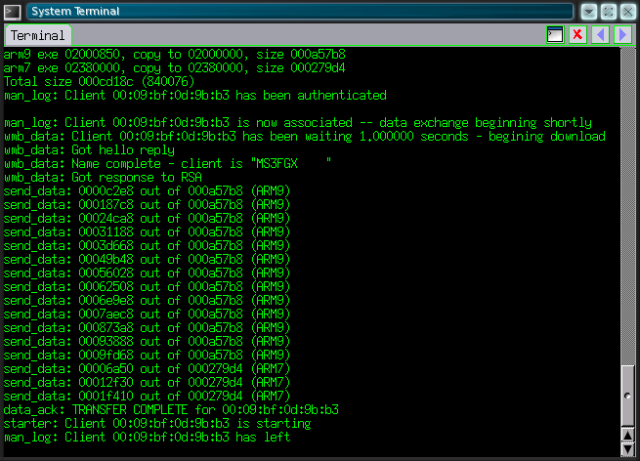 System Terminal
Terminal
arm9 exe 02000850, copy to 02000000, size 000a57b8
arm7 exe 02380000, copy to 02380000, size 000279d4
Total size 000cd18c (840076)
man_log: Client 00:09:bf:0d:9b:b3 has been authenticated
man_log: Client 00:09:bf:0d:9b:b3 is now associated -- data exchange beginning shortly
wmb_data: Client 00:09:bf:0d:9b:b3 has been waiting 1.000000 seconds - begining download
wmb_data: Got hello reply
wmb_data: Name complete - client is "MS3FGX    "
wmb_data: Got response to RSA
send_data: 0000c2e8 out of 000a57b8 (ARM9)
send_data: 000187c8 out of 000a57b8 (ARM9)
send_data: 00024ca8 out of 000a57b8 (ARM9)
send_data: 00031188 out of 000a57b8 (ARM9)
send_data: 0003d668 out of 000a57b8 (ARM9)
send_data: 00049b48 out of 000a57b8 (ARM9)
send_data: 00056028 out of 000a57b8 (ARM9)
send_data: 00062508 out of 000a57b8 (ARM9)
send_data: 0006e9e8 out of 000a57b8 (ARM9)
send_data: 0007aec8 out of 000a57b8 (ARM9)
send_data: 000873a8 out of 000a57b8 (ARM9)
send_data: 00093888 out of 000a57b8 (ARM9)
send_data: 0009fd68 out of 000a57b8 (ARM9)
send_data: 00006a50 out of 000279d4 (ARM7)
send_data: 00012f30 out of 000279d4 (ARM7)
send_data: 0001f410 out of 000279d4 (ARM7)
data_ack: TRANSFER COMPLETE for 00:09:bf:0d:9b:b3
starter: Client 00:09:bf:0d:9b:b3 is starting
man_log: Client 00:09:bf:0d:9b:b3 has left